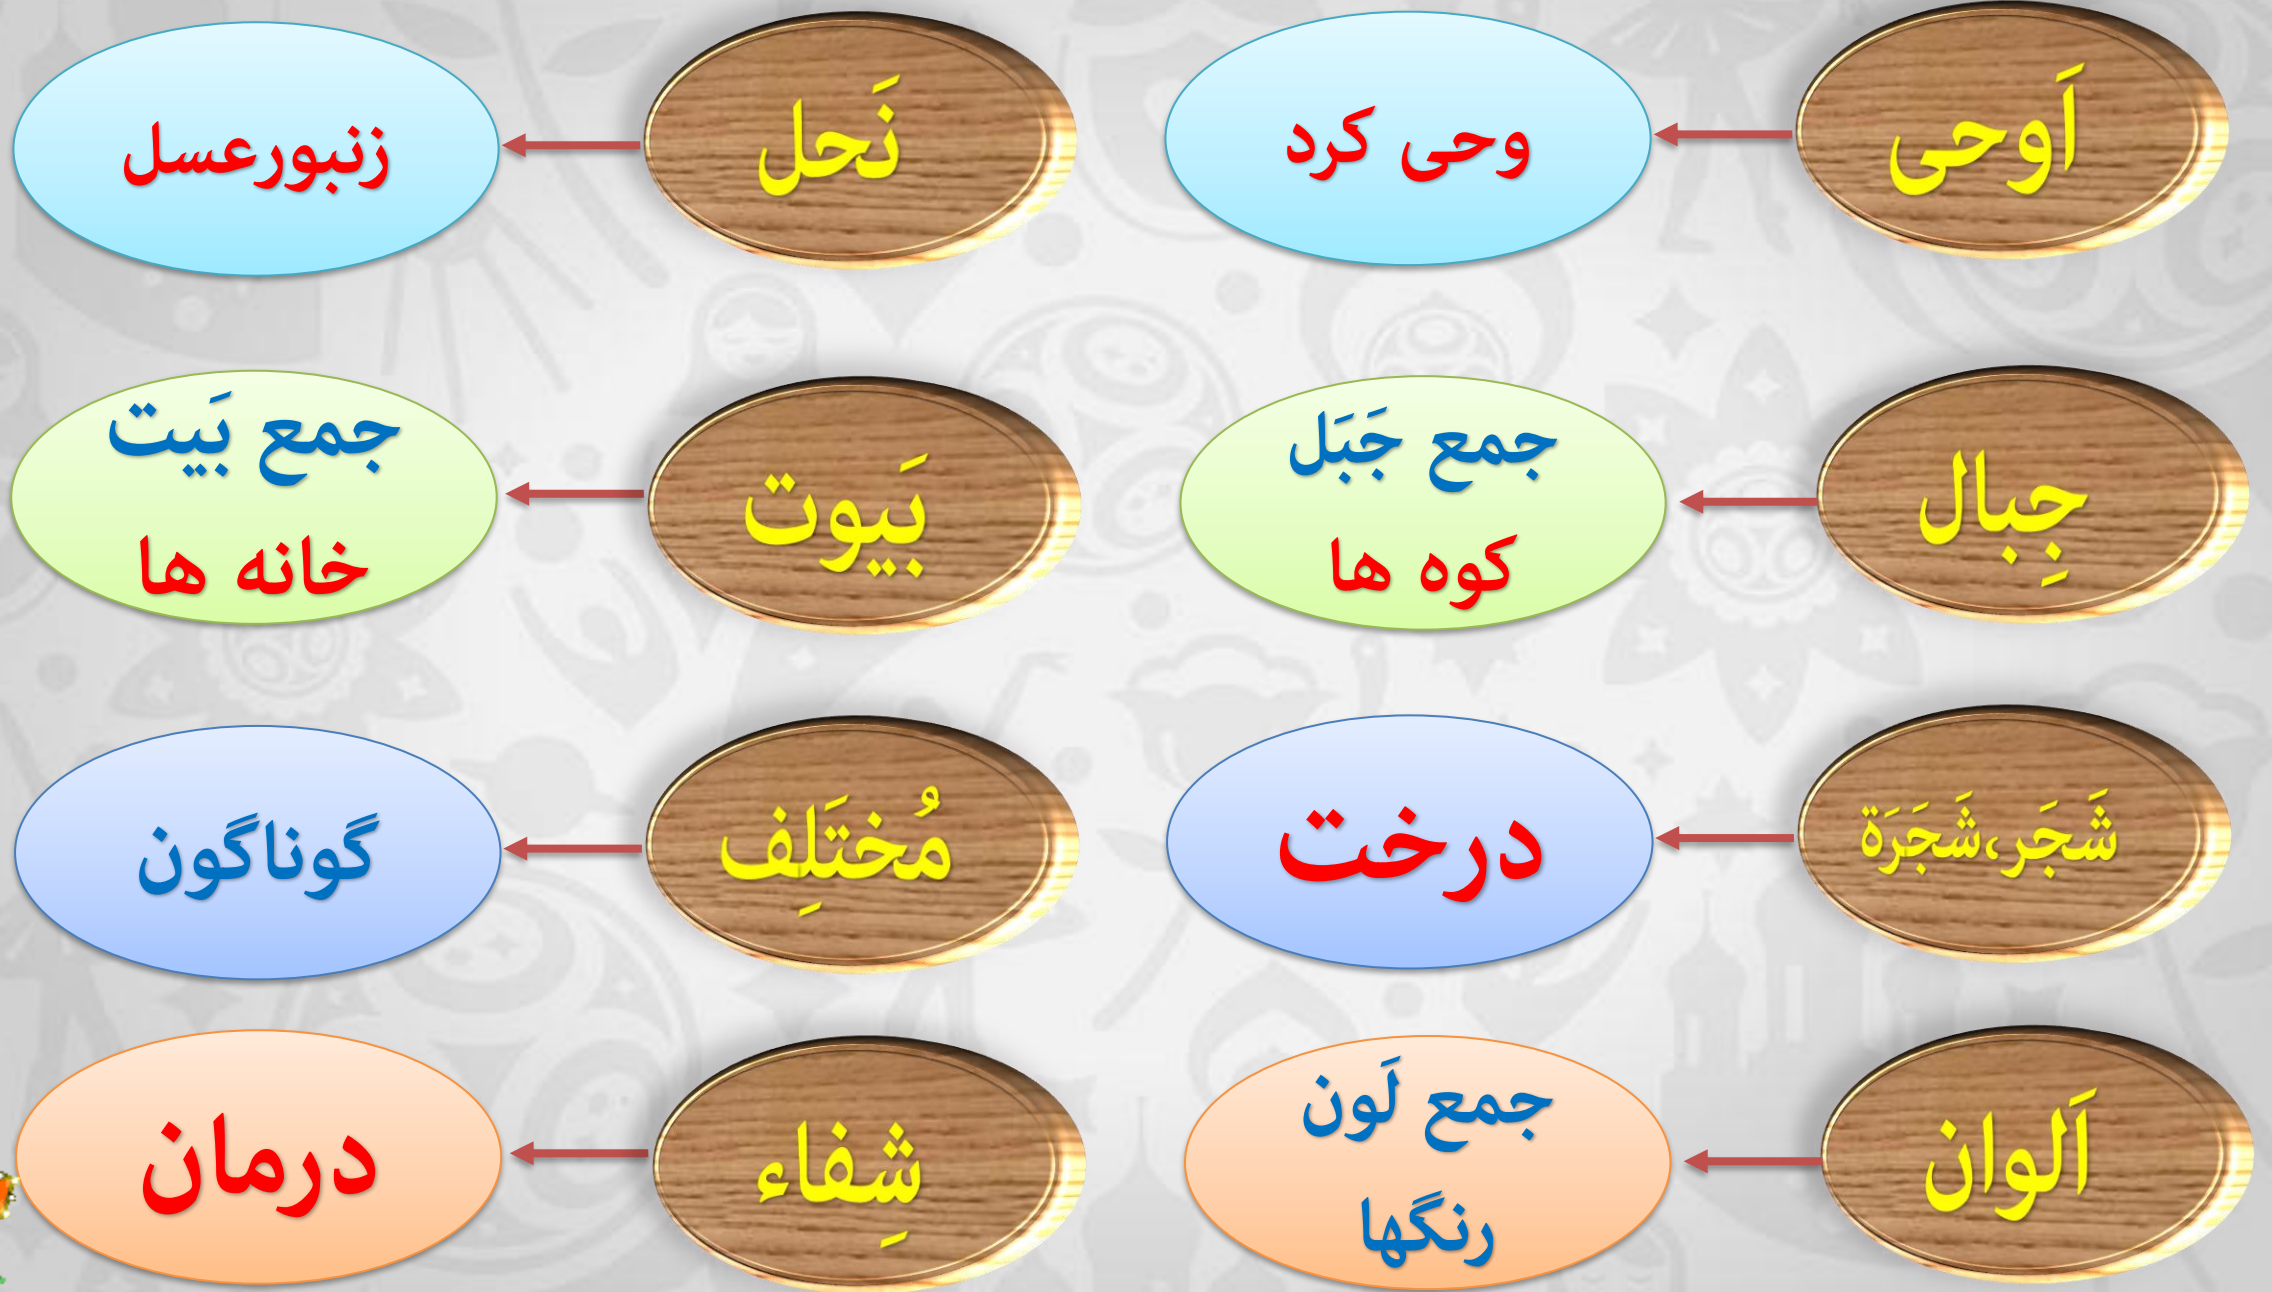 اَوحی
وحی کرد
نَحل
زنبورعسل
جِبال
جمع جَبَل
کوه ها
بَیوت
جمع بَیت
خانه ها
شَجَر،شَجَرَة
درخت
مُختَلِف
گوناگون
اَلوان
جمع لَون
رنگها
شِفاء
درمان